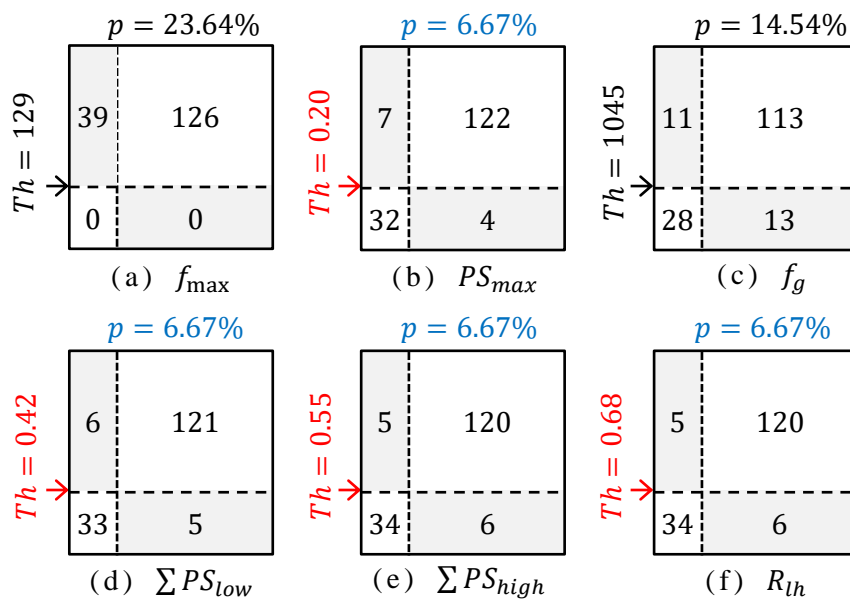 p = 23.64%
Th = 129
39 126
0 0
(a) f_max
p = 6.67%
Th = 0.20
7 122
32 4
(b) PS_max
p = 14.54%
Th = 1045
11 113
28 13
(c) f_g
p = 6.67%
Th = 0.42
6 121
33 5
(d) ∑ PS_low
p = 6.67%
Th = 0.55
5 120
34 6
(e) ∑ PS_high
p = 6.67%
Th = 0.68
5 120
34 6
(f) R_lh